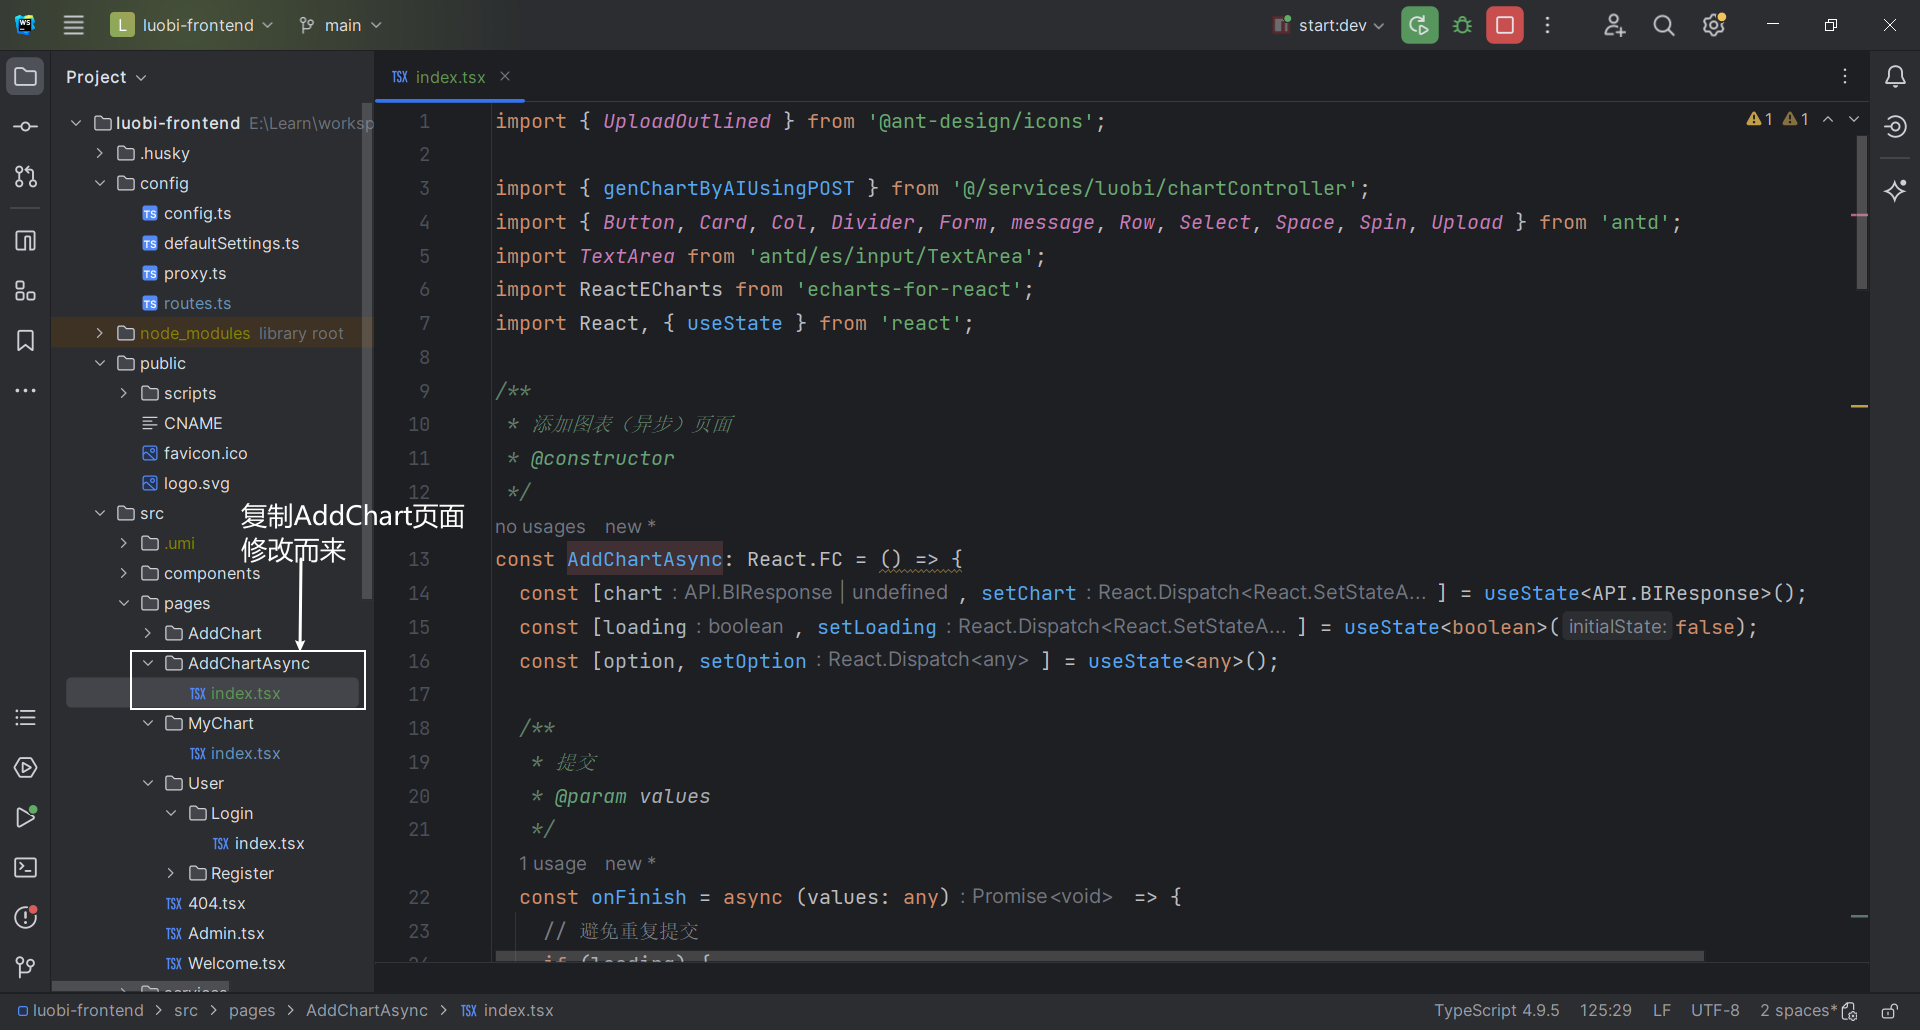 L luobi-frontend main start:dev
Project
index.tsx
luobi-frontend E:\Learn\worksp
.husky
config
config.ts
defaultSettings.ts
proxy.ts
routes.ts
node_modules library root
public
scripts
CNAME
favicon.ico
logo.svg
src
.umi
components
pages
AddChart
AddChartAsync
index.tsx
MyChart
index.tsx
User
Login
index.tsx
Register
404.tsx
Admin.tsx
Welcome.tsx
services
复制AddChart页面
修改而来
1 import { UploadOutlined } from '@ant-design/icons';
2
3 import { genChartByAIUsingPOST } from '@/services/luobi/chartController';
4 import { Button, Card, Col, Divider, Form, message, Row, Select, Space, Spin, Upload } from 'antd';
5 import TextArea from 'antd/es/input/TextArea';
6 import ReactECharts from 'echarts-for-react';
7 import React, { useState } from 'react';
8
9 /**
10 * 添加图表（异步）页面
11 * @constructor
12 */
no usages new *
13 const AddChartAsync: React.FC = () => {
14 const [chart : API.BIResponse | undefined , setChart : React.Dispatch<React.SetStateA... ] = useState<API.BIResponse>();
15 const [loading : boolean , setLoading : React.Dispatch<React.SetStateA... ] = useState<boolean>( initialState: false);
16 const [option, setOption : React.Dispatch<any> ] = useState<any>();
17
18 /**
19 * 提交
20 * @param values
21 */
1 usage new *
22 const onFinish = async (values: any) : Promise<void> => {
23 // 避免重复提交
24 if (loading) {
1 1
luobi-frontend > src > pages > AddChartAsync > index.tsx
TypeScript 4.9.5 125:29 LF UTF-8 2 spaces*